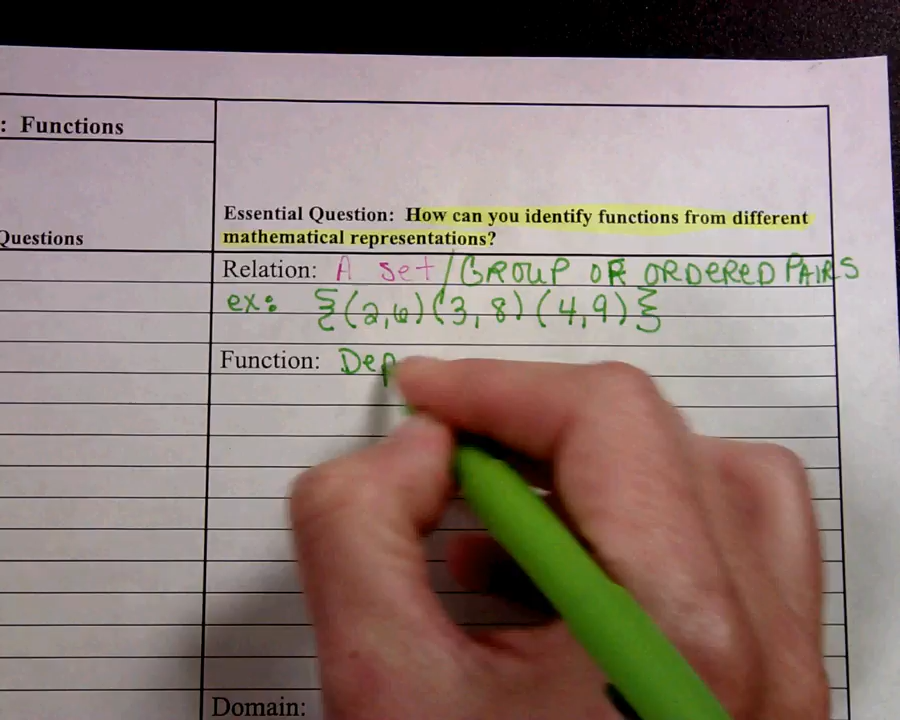 : Functions
Essential Question: How can you identify functions from different
Questions
mathematical representations?
Relation: A set/GROUP OF ORDERED PAIRS
ex: {(2,6)(3,8)(4,9)}
Function: Dep
Domain: